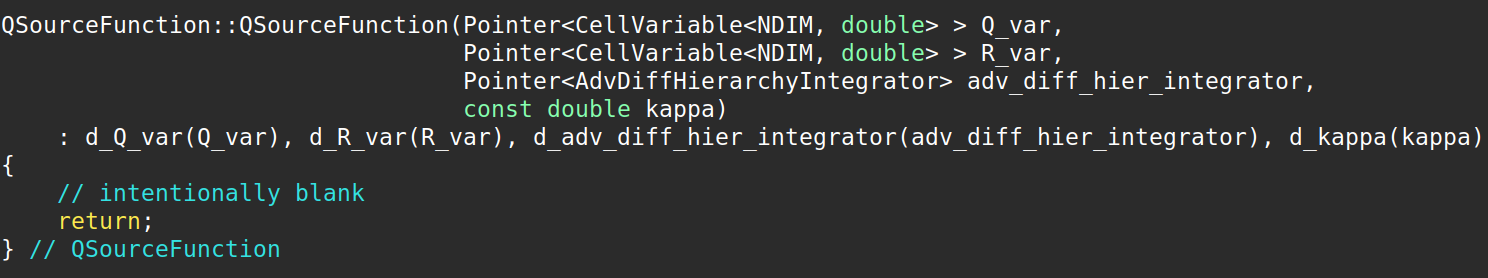 QSourceFunction::QSourceFunction(Pointer<CellVariable<NDIM, double> > Q_var,
                                 Pointer<CellVariable<NDIM, double> > R_var,
                                 Pointer<AdvDiffHierarchyIntegrator> adv_diff_hier_integrator,
                                 const double kappa)
    : d_Q_var(Q_var), d_R_var(R_var), d_adv_diff_hier_integrator(adv_diff_hier_integrator), d_kappa(kappa)
{
    // intentionally blank
    return;
} // QSourceFunction